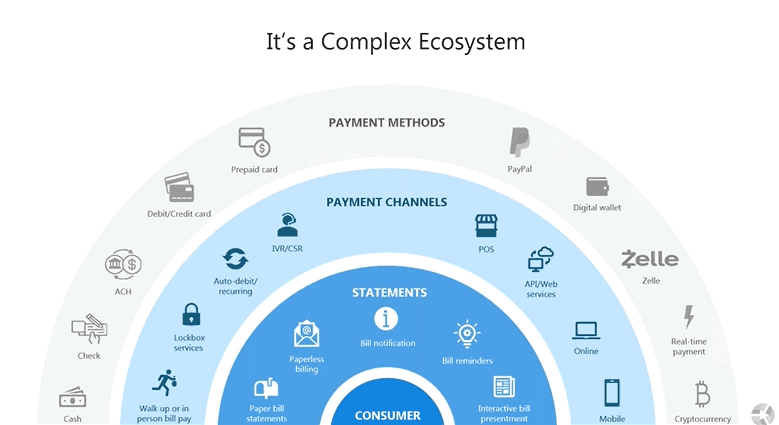 It's a Complex Ecosystem
PAYMENT METHODS
Prepaid card
PayPal
Debit/Credit card
Digital wallet
ACH
Zelle
Zelle
Check
Real-time
payment
Cash
Cryptocurrency
PAYMENT CHANNELS
IVR/CSR
POS
Auto-debit/
recurring
API/Web
services
Lockbox
services
Online
Walk up or in
person bill pay
Mobile
STATEMENTS
Bill notification
Paperless
billing
Bill reminders
Paper bill
statements
Interactive bill
presentment
CONSUMER